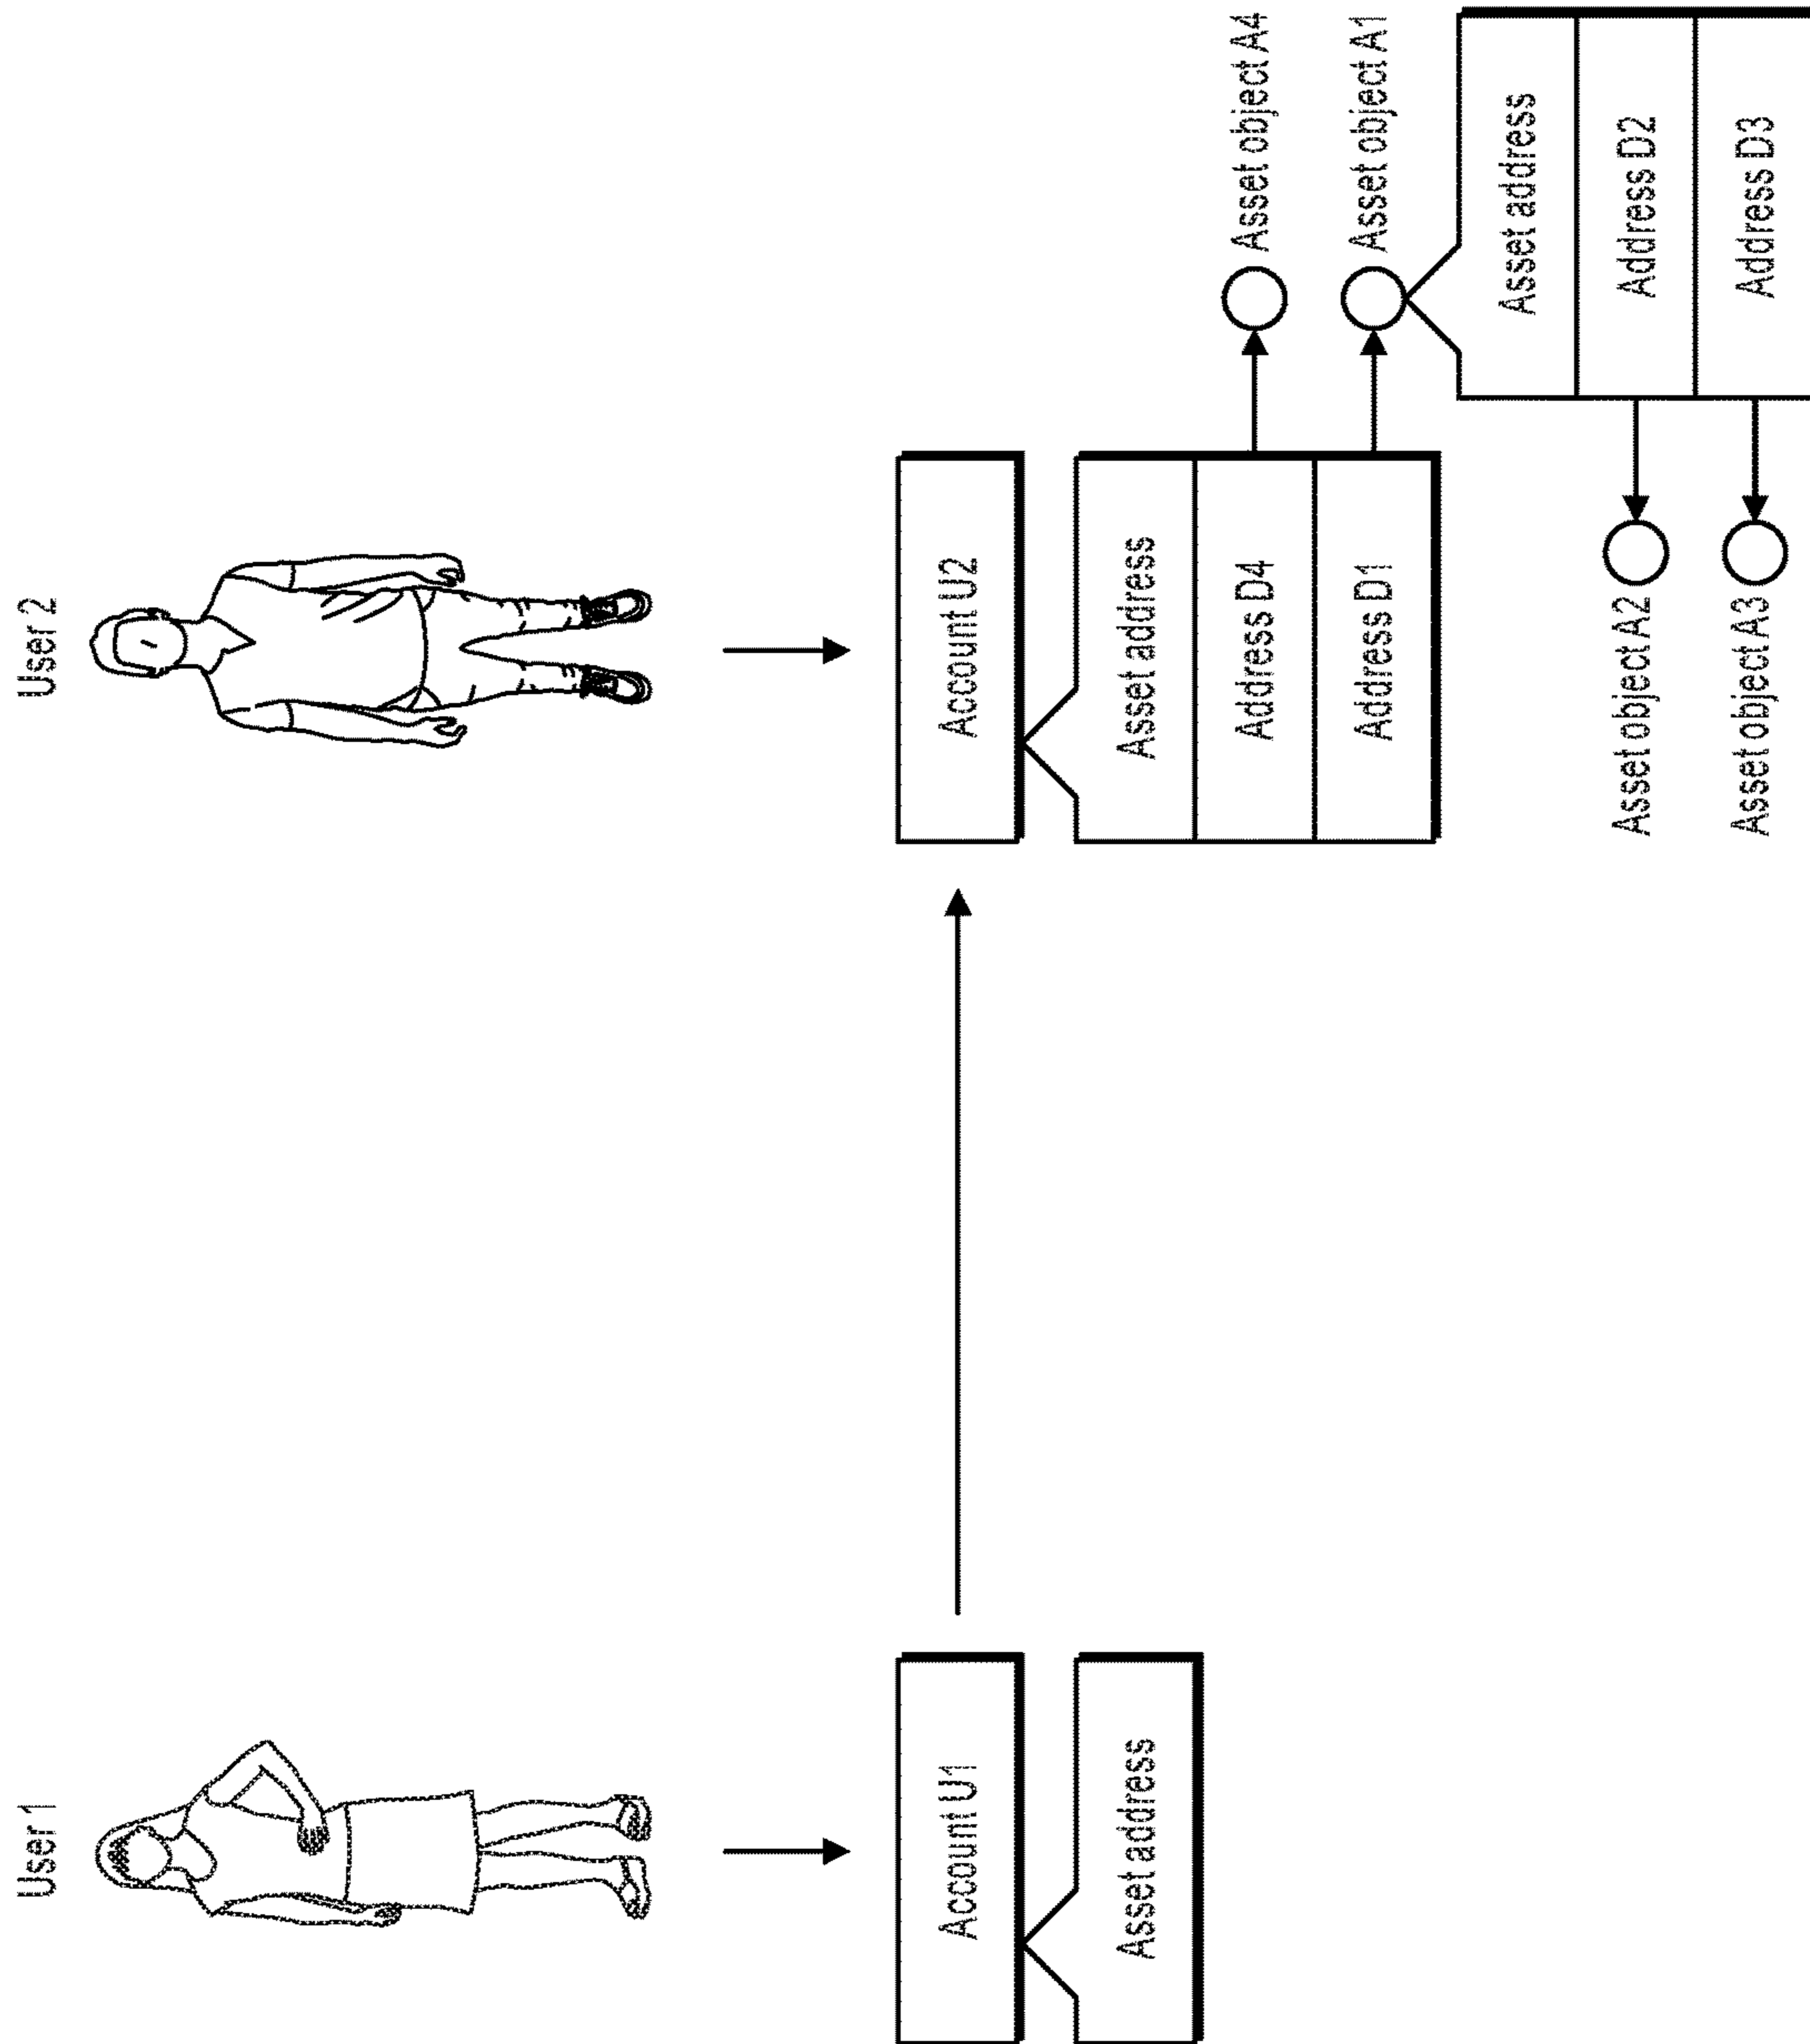 User 1
User 2
Account U1
Account U2
Asset address
Asset address
Address D4
Asset object A4
Address D1
Asset object A1
Asset address
Asset object A2
Address D2
Asset object A3
Address D3